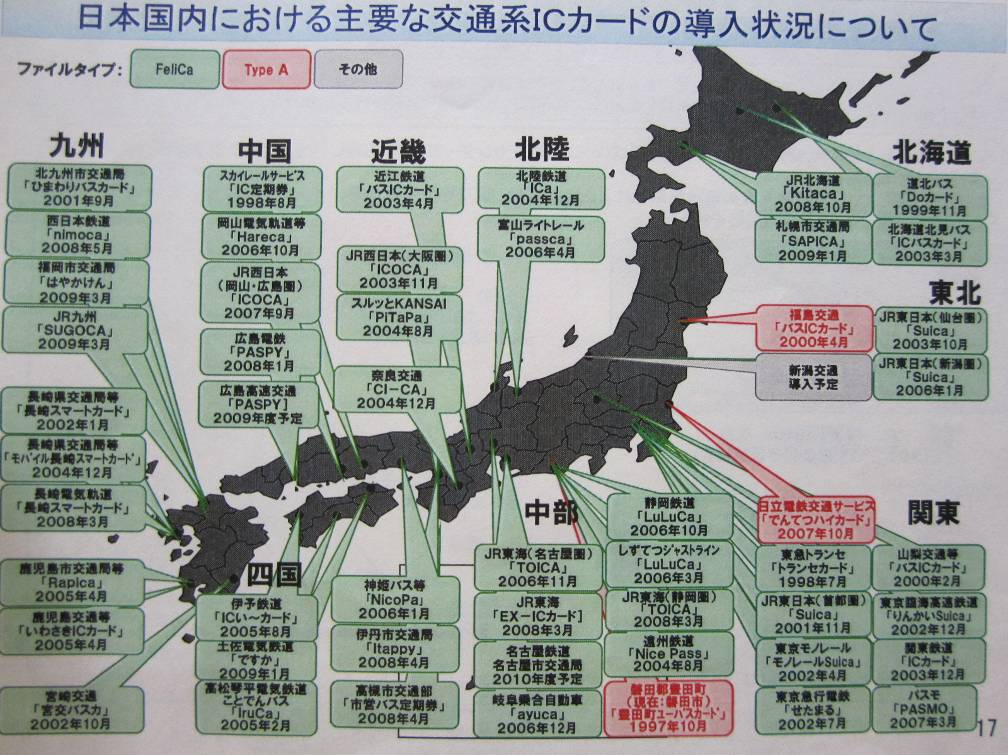 日本国内における主要な交通系ICカードの導入状況について
ファイルタイプ：
FeliCa
Type A
その他
九州
北九州市交通局
「ひまわりバスカード」
2001年9月
西日本鉄道
「nimoca」
2008年5月
福岡市交通局
「はやかけん」
2009年3月
JR九州
「SUGOCA」
2009年3月
長崎県交通局等
「長崎スマートカード」
2002年1月
長崎県交通局等
「モバイル長崎スマートカード」
2004年12月
長崎電気軌道
「長崎スマートカード」
2008年3月
鹿児島市交通局等
「Rapica」
2005年4月
鹿児島交通等
「いわさきICカード」
2005年4月
宮崎交通
「宮交バスカ」
2002年10月
中国
スカイレールサービス
「IC定期券」
1998年8月
岡山電気軌道等
「Hareca」
2006年10月
JR西日本
（岡山・広島圏）
「ICOCA」
2007年9月
広島電鉄
「PASPY」
2008年1月
広島高速交通
「PASPY]
2009年度予定
四国
伊予鉄道
「ICい～カード」
2005年8月
土佐電気鉄道
「ですか」
2009年1月
高松琴平電気鉄道
ことでんバス
「IruCa」
2005年2月
近畿
近江鉄道
「バスICカード」
2003年4月
JR西日本（大阪圏）
「ICOCA」
2003年11月
スルッとKANSAI
「PiTaPa」
2004年8月
奈良交通
「CI-CA」
2004年12月
神姫バス等
「NicoPa」
2006年1月
伊丹市交通局
「Itappy」
2008年4月
高槻市交通部
「市営バス定期券」
2008年4月
北陸
北陸鉄道
「ICa」
2004年12月
富山ライトレール
「passca」
2006年4月
中部
JR東海（名古屋圏）
「TOICA」
2006年11月
JR東海
「EX-ICカード]
2008年3月
名古屋鉄道
名古屋市交通局
2010年度予定
岐阜乗合自動車
「ayuca」
2006年12月
静岡鉄道
「LuLuCa」
2006年10月
しずてつジャストライン
「LuLuCa」
2006年3月
JR東海（静岡圏）
「TOICA」
2008年3月
遠州鉄道
「Nice Pass」
2004年8月
磐田郡豊田町
（現在：磐田市）
「豊田町ユーバスカード」
1997年10月
北海道
JR北海道
「Kitaca」
2008年10月
道北バス
「Doカード」
1999年11月
札幌市交通局
「SAPICA」
2009年1月
北海道北見バス
「ICバスカード」
2003年3月
東北
福島交通
「バスICカード」
2000年4月
JR東日本（仙台圏）
「Suica」
2003年10月
新潟交通
導入予定
JR東日本（新潟圏）
「Suica」
2006年1月
関東
日立電鉄交通サービス
「でんてつハイカード」
2007年10月
東急トランセ
「トランセカード」
1998年7月
山梨交通等
「バスICカード」
2000年2月
JR東日本（首都圏）
「Suica」
2001年11月
東京臨海高速鉄道
「りんかいSuica」
2002年12月
東京モノレール
「モノレールSuica」
2002年4月
関東鉄道
「ICカード」
2003年12月
東京急行電鉄
「せたまる」
2002年7月
パスモ
「PASMO」
2007年3月
17